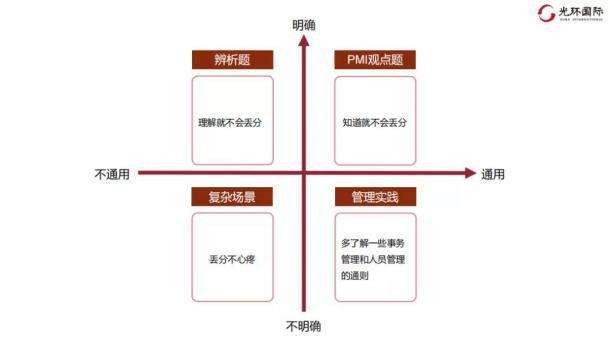 光环国际
明确
辨析题
PMI观点题
理解就不会丢分
知道就不会丢分
不通用
通用
复杂场景
管理实践
丢分不心疼
多了解一些事务
管理和人员管理
的通则
不明确